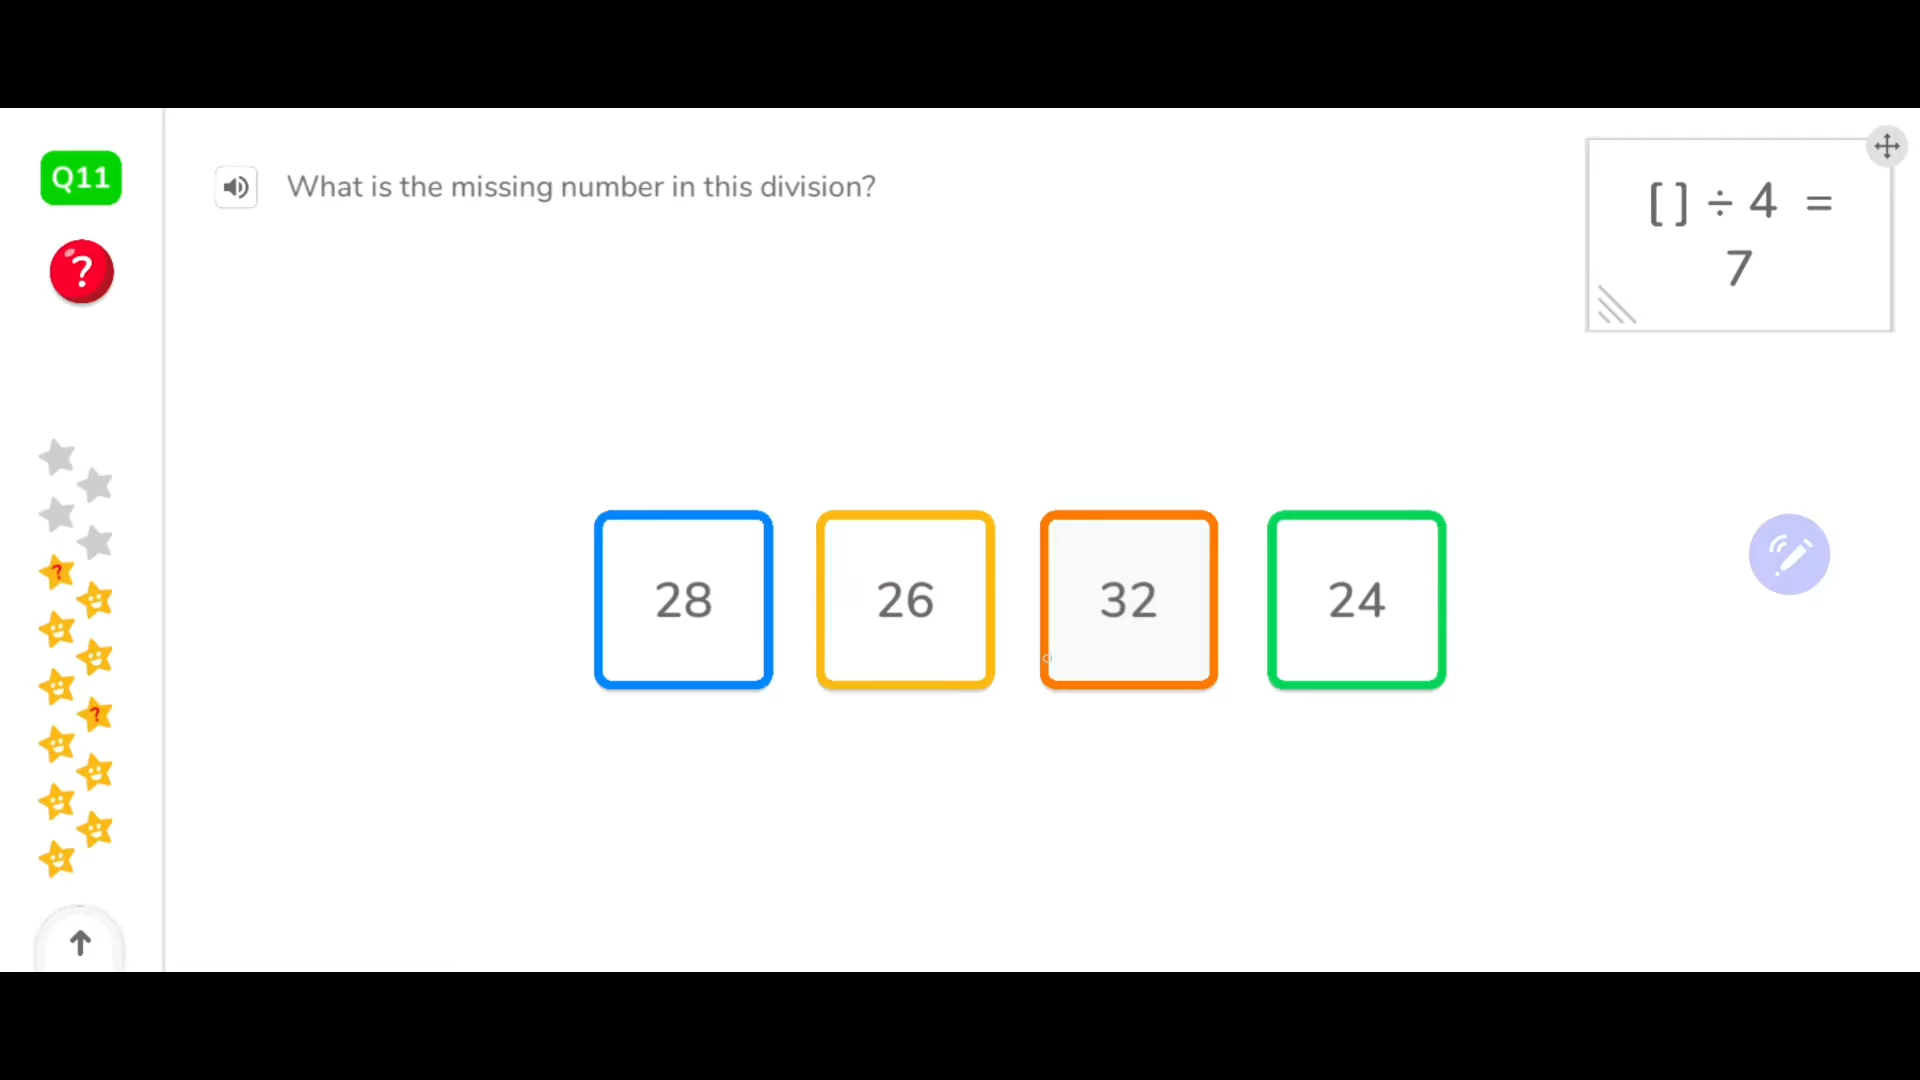 Q11
What is the missing number in this division?
[ ] ÷ 4 =
7
?
28
26
32
24
?
?